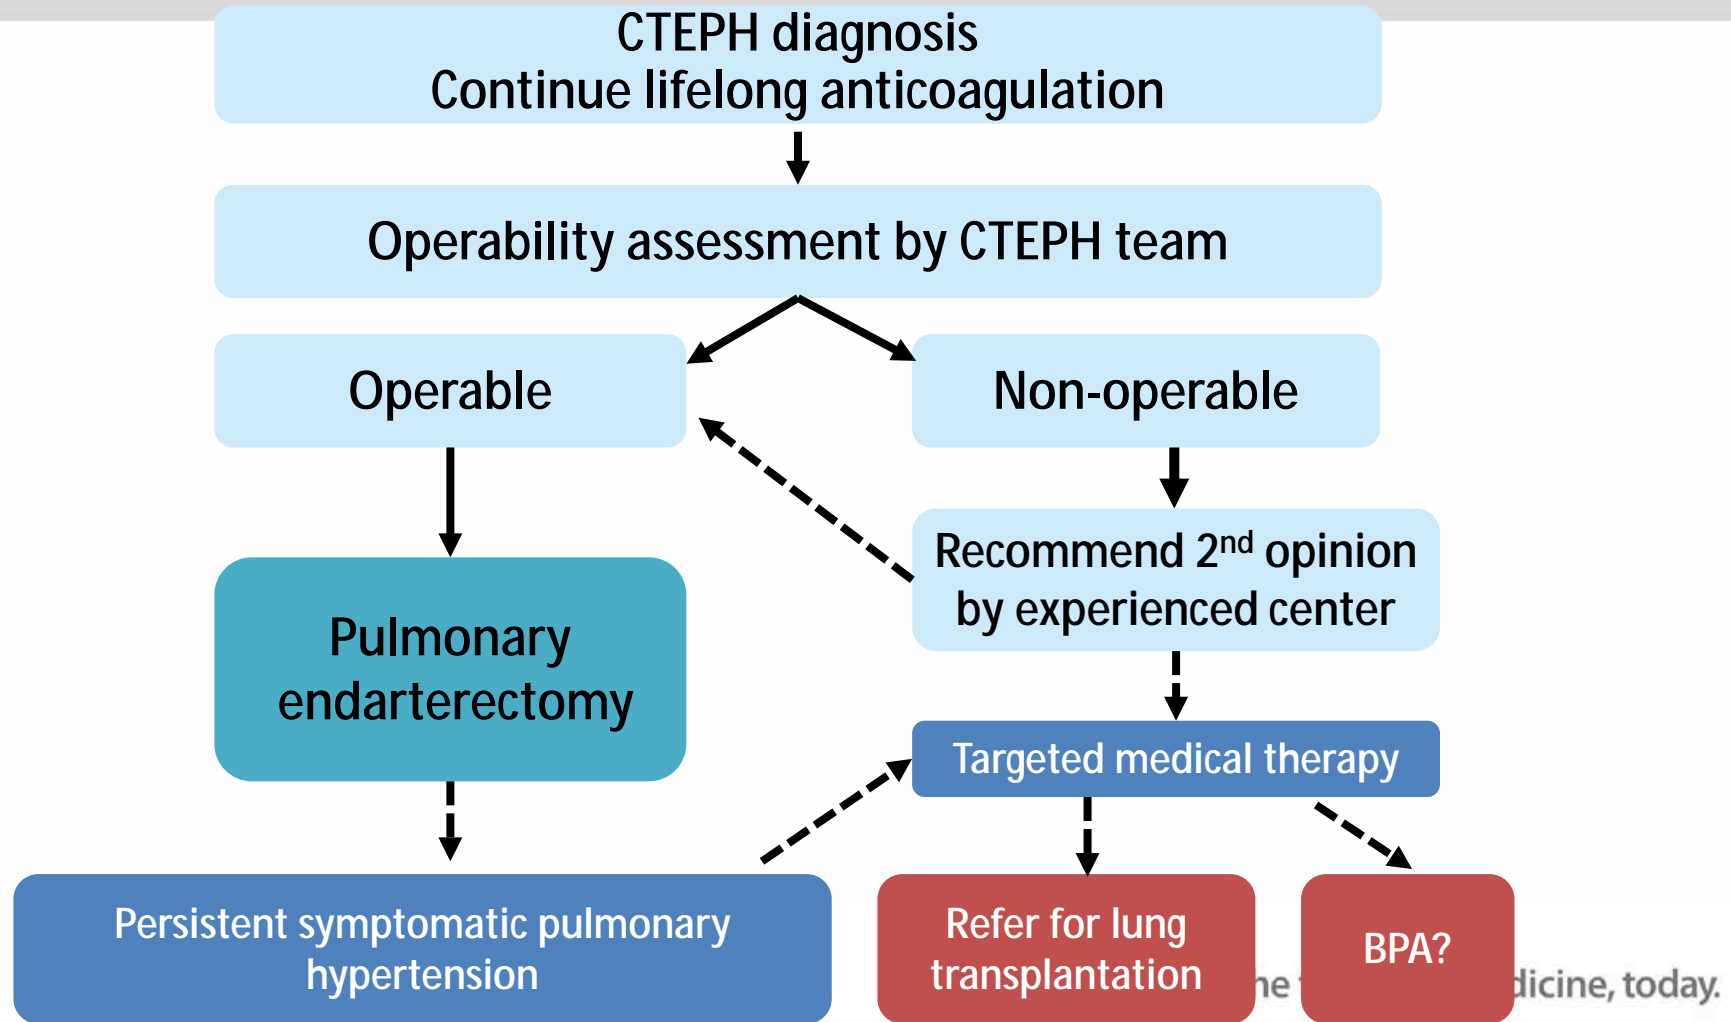 CTEPH diagnosis
Continue lifelong anticoagulation
Operability assessment by CTEPH team
Operable
Non-operable
Recommend 2nd opinion
by experienced center
Pulmonary
endarterectomy
Targeted medical therapy
Persistent symptomatic pulmonary
hypertension
Refer for lung
transplantation
BPA?
today.